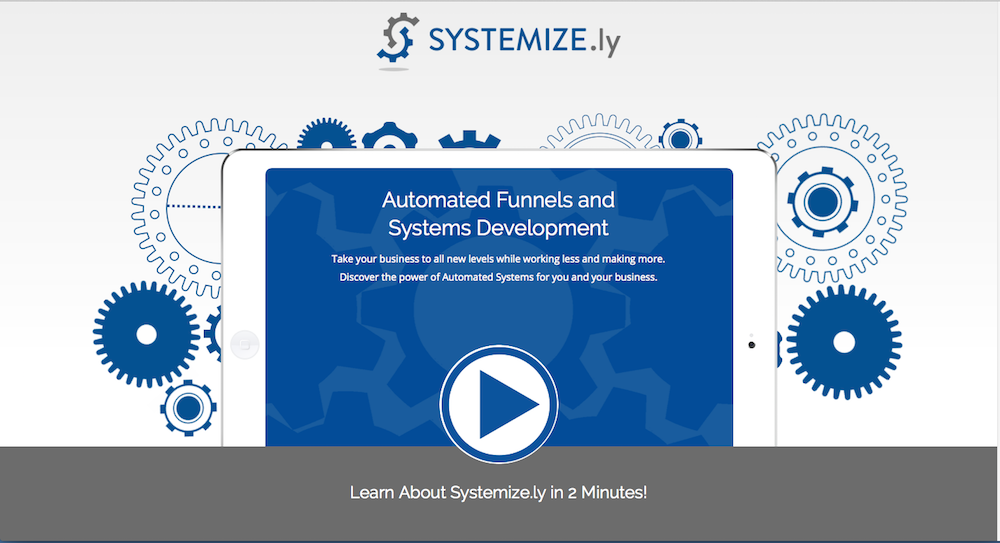 SYSTEMIZE.ly
Automated Funnels and
Systems Development
Take your business to all new levels while working less and making more.
Discover the power of Automated Systems for you and your business.
Learn About Systemize.ly in 2 Minutes!